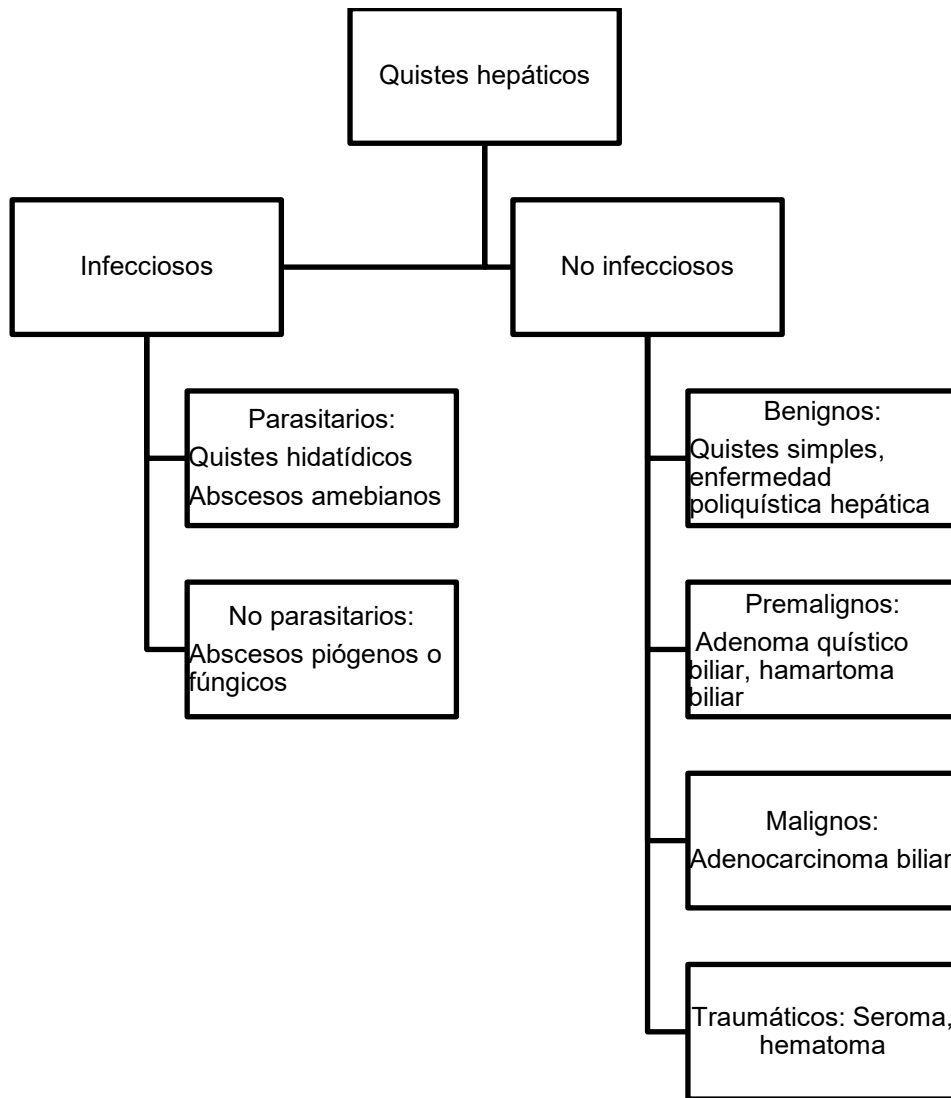 Quistes hepáticos
Infecciosos
No infecciosos
Parasitarios:
Quistes hidatídicos
Abscesos amebianos
No parasitarios:
Abscesos piógenos o
fúngicos
Benignos:
Quistes simples,
enfermedad
poliquística hepática
Premalignos:
Adenoma quístico
biliar, hamartoma
biliar
Malignos:
Adenocarcinoma biliar
Traumáticos: Seroma,
hematoma